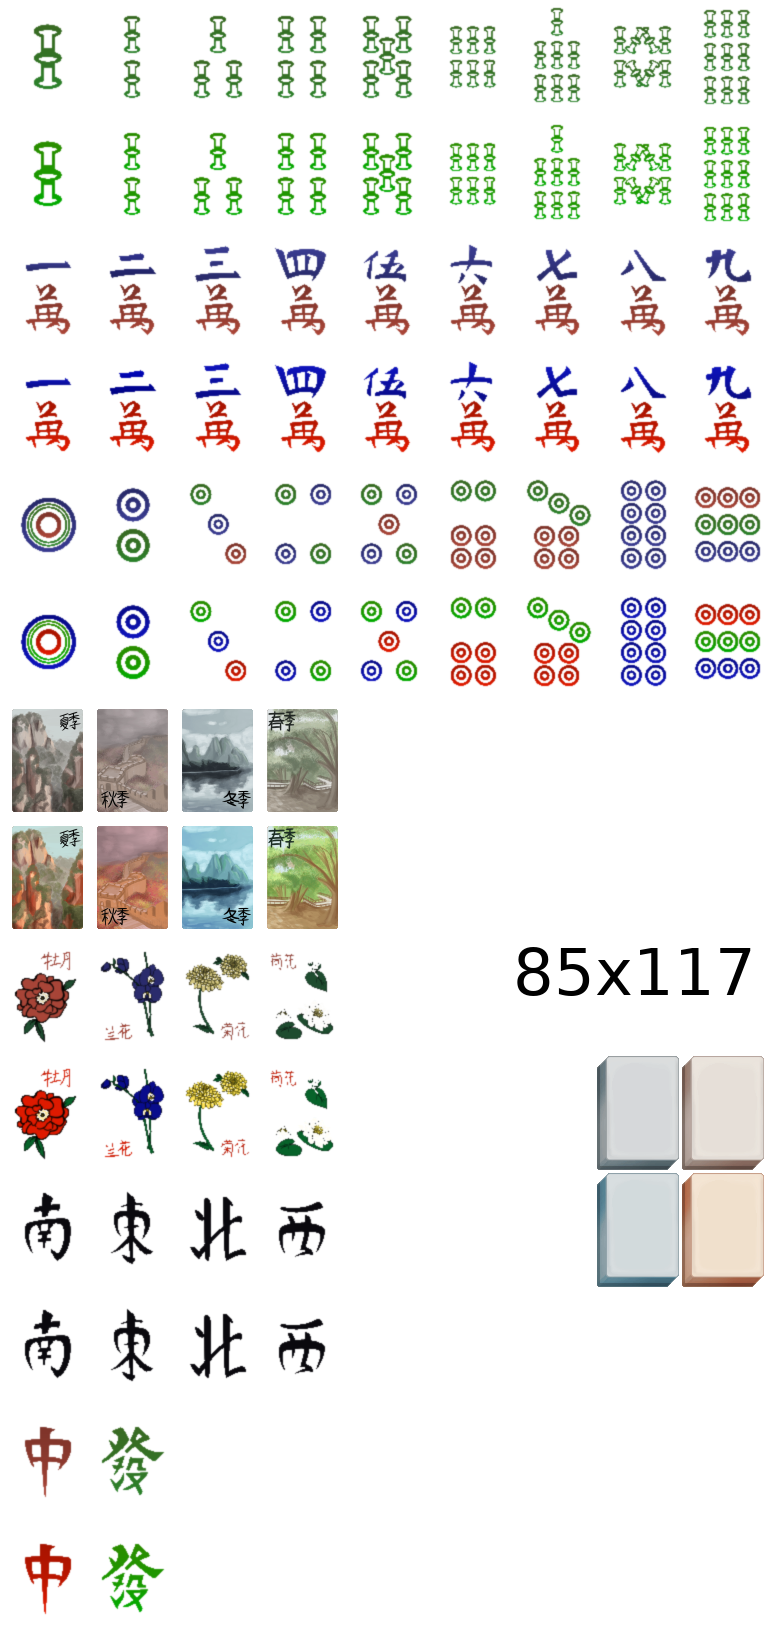 一 二 三 四 伍 六 七 八 九
萬 萬 萬 萬 萬 萬 萬 萬 萬
一 二 三 四 伍 六 七 八 九
萬 萬 萬 萬 萬 萬 萬 萬 萬
夏季 秋季 冬季 春季
夏季 秋季 冬季 春季
85x117
牡丹 兰花 菊花 荷花
牡丹 兰花 菊花 荷花
南 東 北 西
南 東 北 西
中 發
中 發